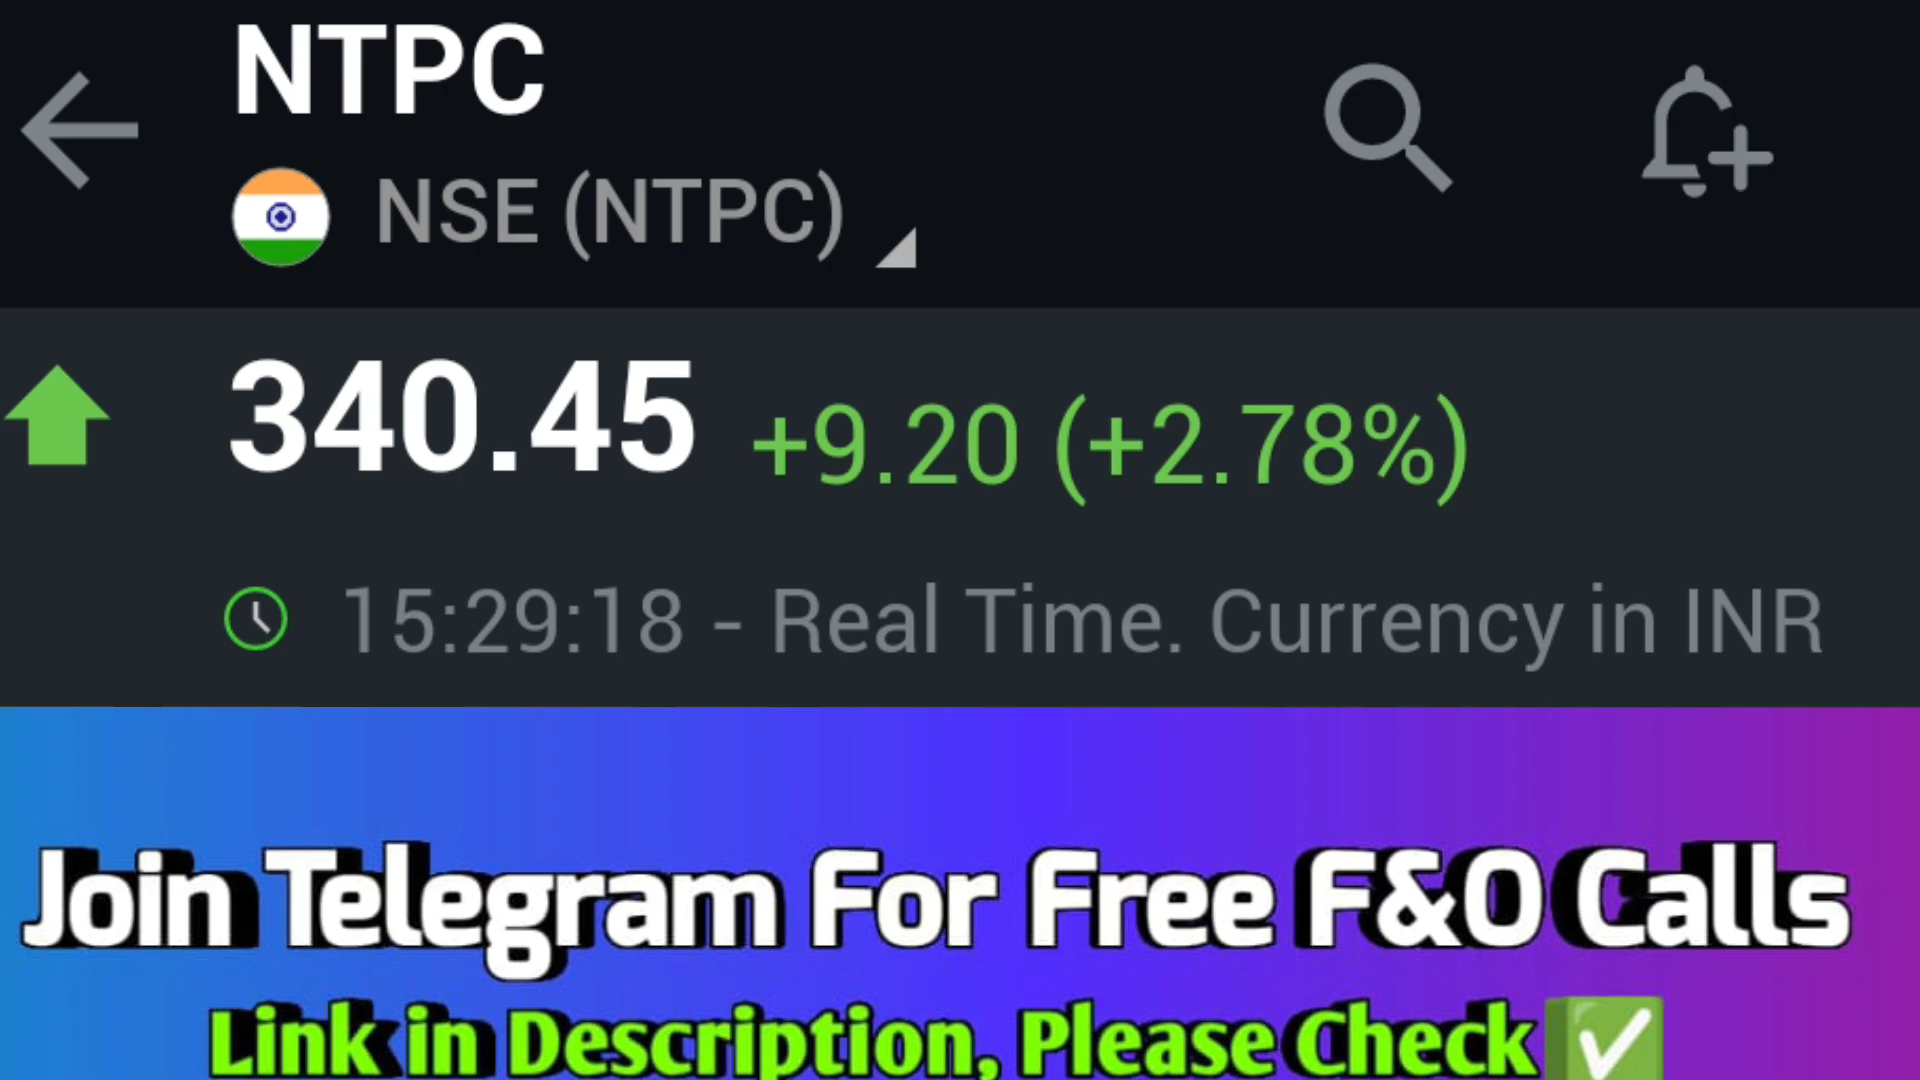 NTPC
NSE (NTPC)
340.45 +9.20 (+2.78%)
15:29:18 - Real Time. Currency in INR
Join Telegram For Free F&O Calls
Link in Description, Please Check ✅